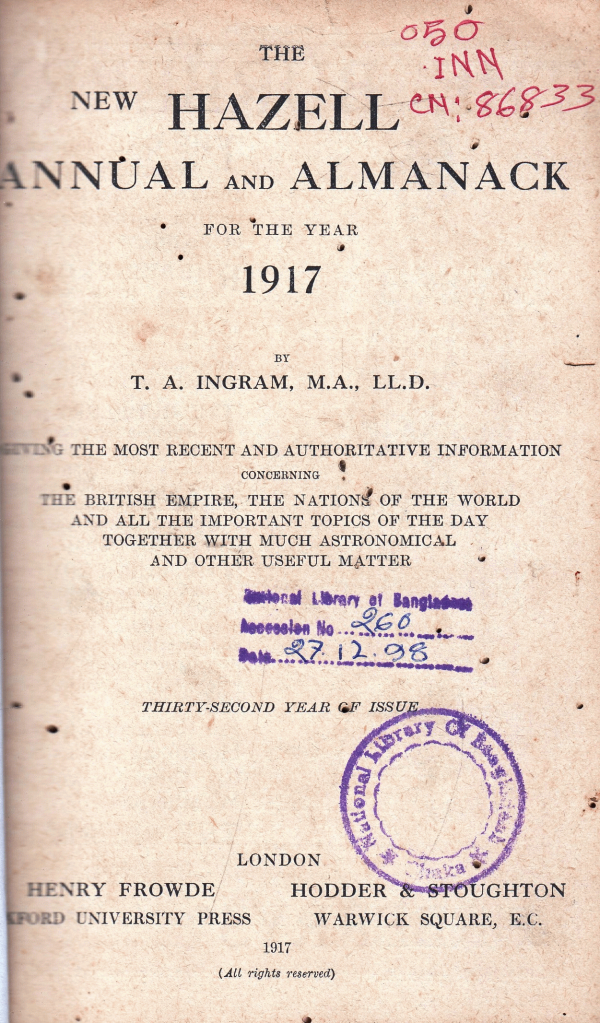 050
INN
CN: 86833
THE
NEW HAZELL
ANNUAL AND ALMANACK
FOR THE YEAR
1917
BY
T. A. INGRAM, M.A., LL.D.
GIVING THE MOST RECENT AND AUTHORITATIVE INFORMATION
CONCERNING
THE BRITISH EMPIRE, THE NATIONS OF THE WORLD
AND ALL THE IMPORTANT TOPICS OF THE DAY
TOGETHER WITH MUCH ASTRONOMICAL
AND OTHER USEFUL MATTER
National Library of Bangladesh
Accession No ... 260
Date. 27.12.98
THIRTY-SECOND YEAR OF ISSUE
National Library Of Bangladesh
Dhaka
LONDON
HENRY FROWDE HODDER & STOUGHTON
XFORD UNIVERSITY PRESS WARWICK SQUARE, E.C.
1917
(All rights reserved)